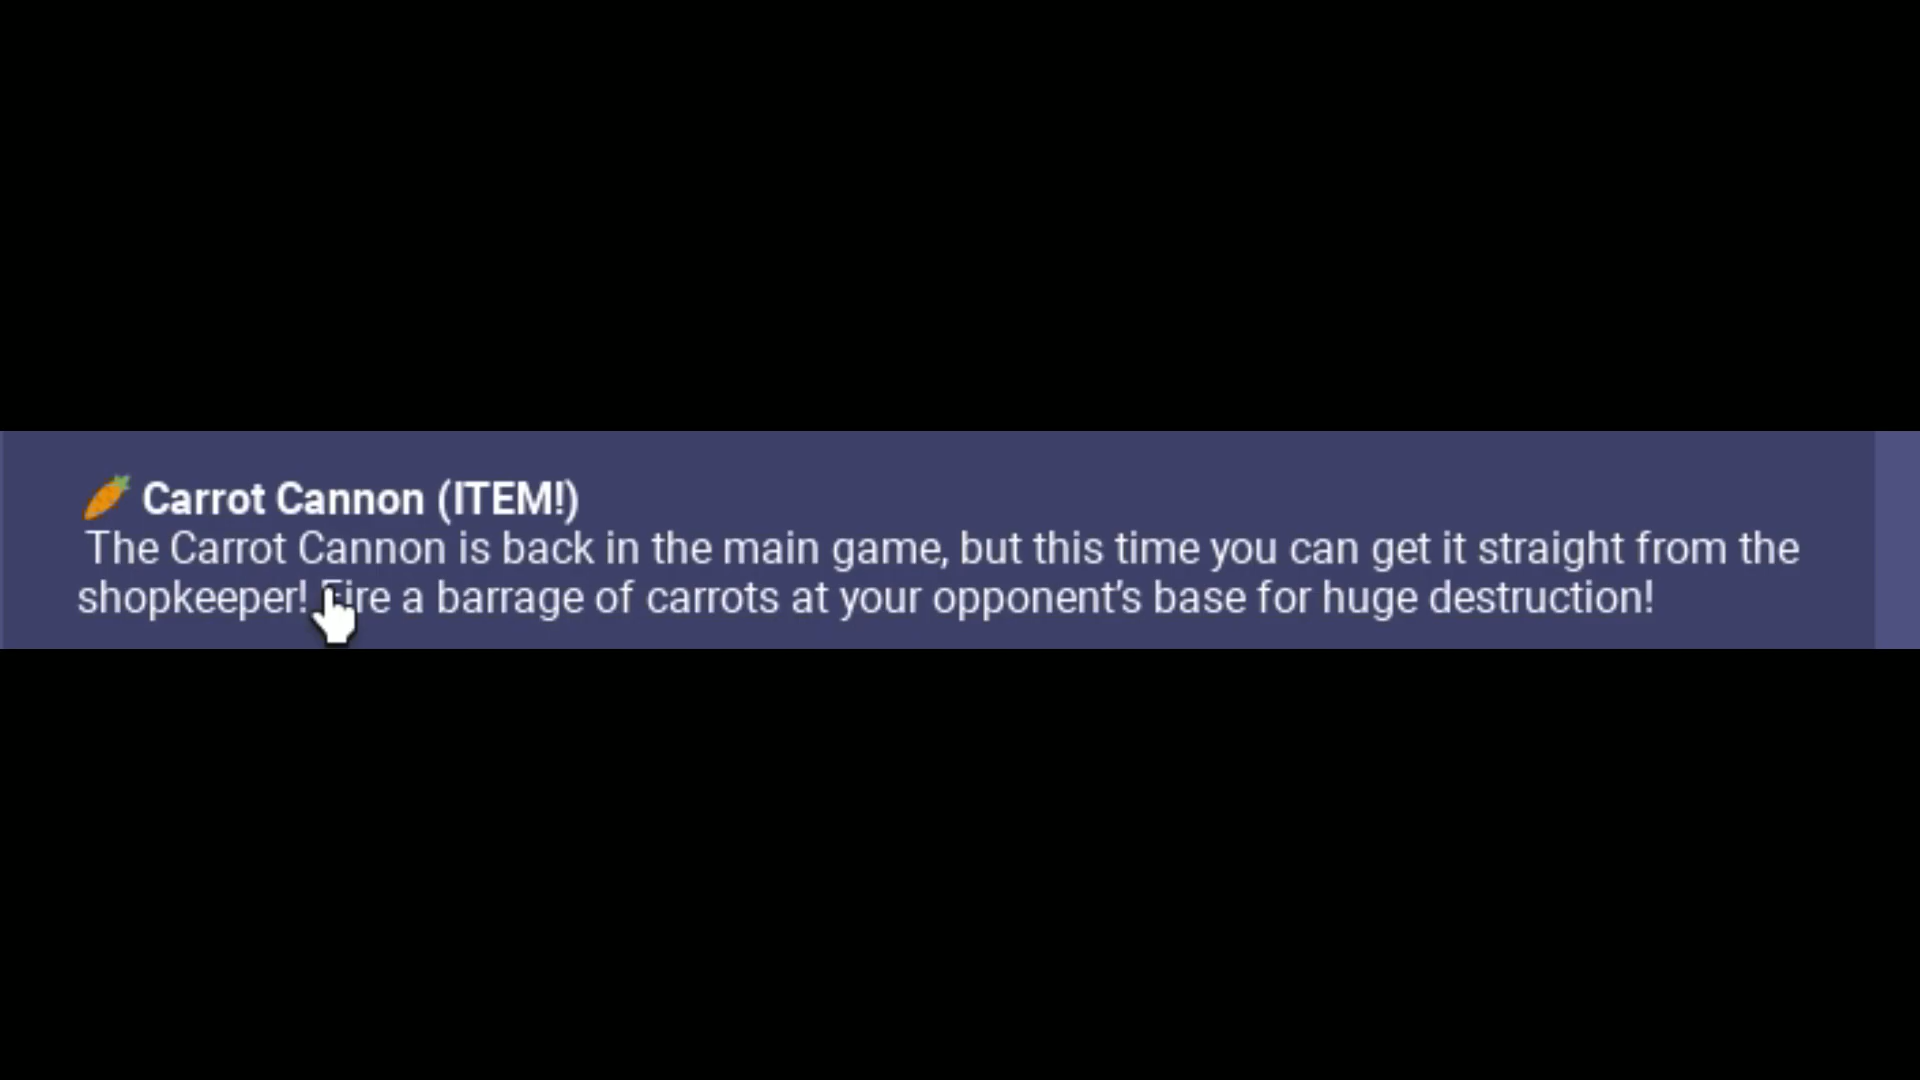 🥕 Carrot Cannon (ITEM!)
The Carrot Cannon is back in the main game, but this time you can get it straight from the
shopkeeper! Fire a barrage of carrots at your opponent’s base for huge destruction!